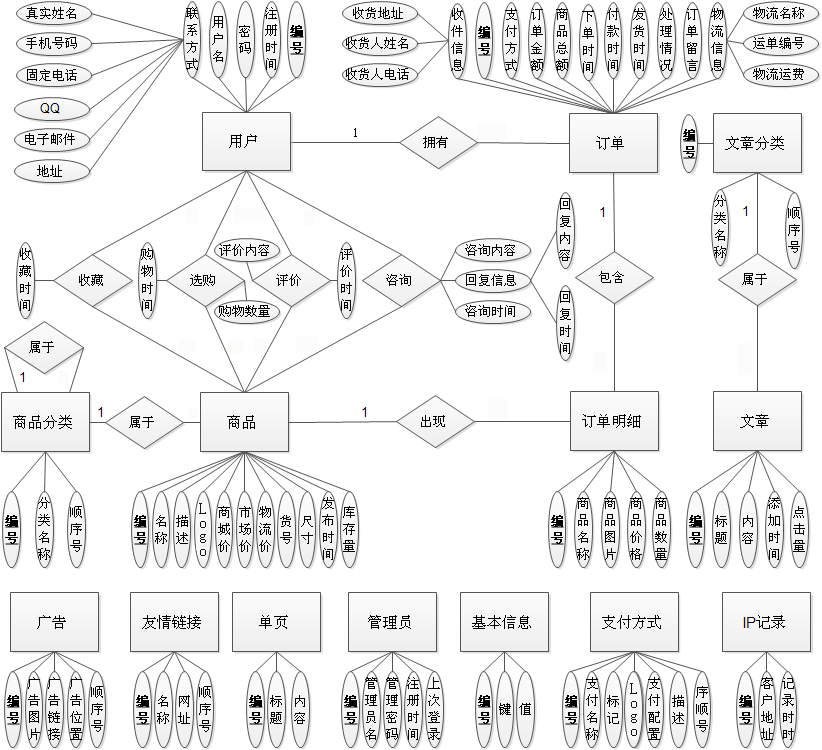 真实姓名
手机号码
固定电话
QQ
电子邮件
地址
联系方式
用户名
密码
注册时间
编号
收货地址
收货人姓名
收货人电话
收件信息
编号
支付方式
订单金额
商品总额
下单时间
付款时间
发货时间
处理情况
订单留言
物流信息
物流名称
运单编号
物流运费
用户
1
拥有
订单
编号
文章分类
收藏时间
收藏
购物时间
选购
评价内容
购物数量
评价
评价时间
咨询
咨询内容
回复信息
咨询时间
回复内容
回复时间
1
包含
分类名称
1
顺序号
属于
属于
1
商品分类
1
属于
商品
1
出现
订单明细
文章
编号
分类名称
顺序号
编号
名称
描述
Logo
商城价
市场价
物流价
货号
尺寸
发布时间
库存量
编号
商品名称
商品图片
商品价格
商品数量
编号
标题
内容
添加时间
点击量
广告
友情链接
单页
管理员
基本信息
支付方式
IP记录
编号
广告图片
广告链接
广告位置
顺序号
编号
名称
网址
顺序号
编号
标题
内容
编号
管理员名
管理密码
注册时间
上次登录
编号
键
值
编号
支付名称
标记
Logo
支付配置
描述
序顺号
编号
客户地址
记录时时